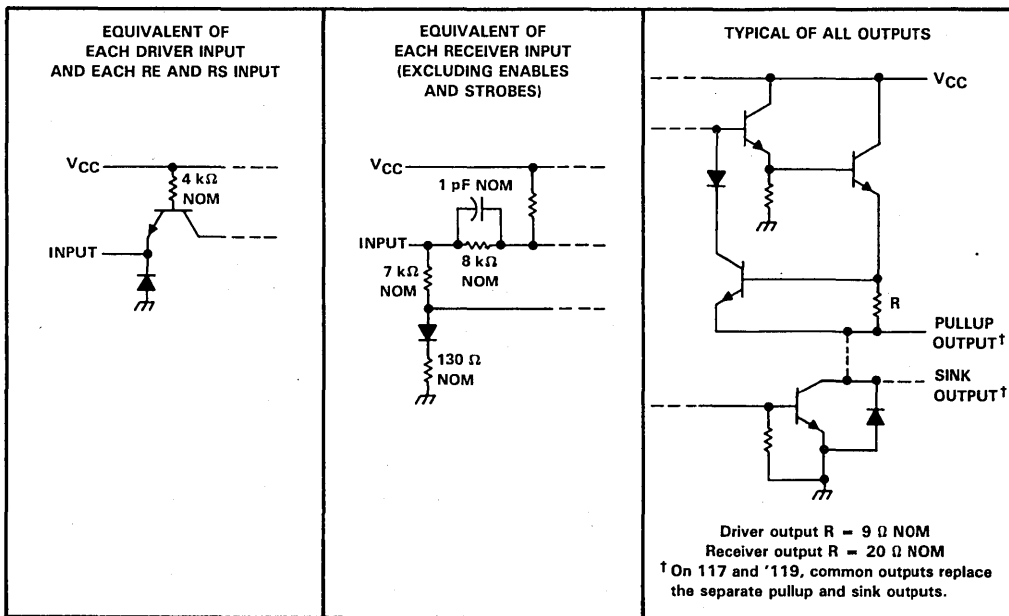 EQUIVALENT OF
EACH DRIVER INPUT
AND EACH RE AND RS INPUT
VCC
4 kΩ
NOM
INPUT
EQUIVALENT OF
EACH RECEIVER INPUT
(EXCLUDING ENABLES
AND STROBES)
VCC
1 pF NOM
INPUT
8 kΩ
NOM
7 kΩ
NOM
130 Ω
NOM
TYPICAL OF ALL OUTPUTS
VCC
R
PULLUP
OUTPUT†
SINK
OUTPUT†
Driver output R = 9 Ω NOM
Receiver output R = 20 Ω NOM
† On 117 and '119, common outputs replace
the separate pullup and sink outputs.